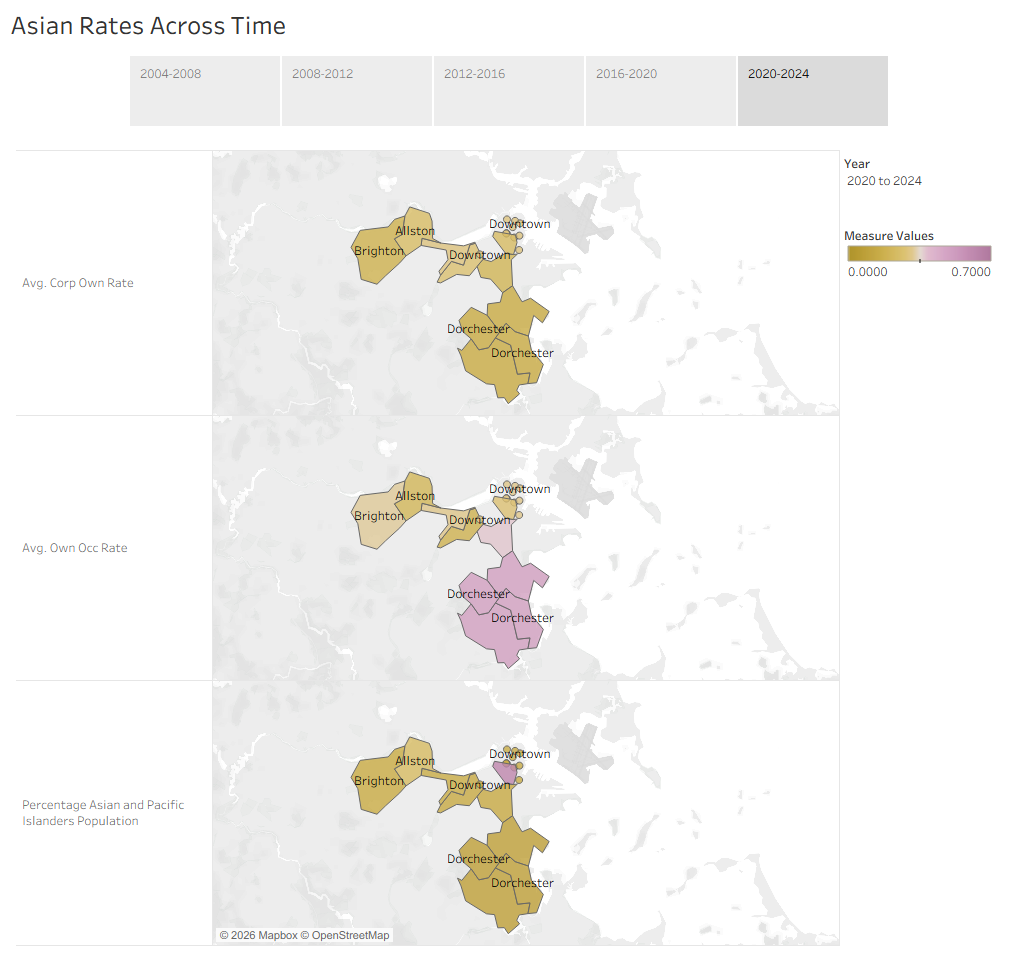 Asian Rates Across Time
2004-2008
2008-2012
2012-2016
2016-2020
2020-2024
Year
2020 to 2024
Measure Values
0.0000
0.7000
Avg. Corp Own Rate
Allston
Brighton
Downtown
Downtown
Dorchester
Dorchester
Avg. Own Occ Rate
Allston
Brighton
Downtown
Downtown
Dorchester
Dorchester
Percentage Asian and Pacific
Islanders Population
Allston
Brighton
Downtown
Downtown
Dorchester
Dorchester
© 2026 Mapbox © OpenStreetMap